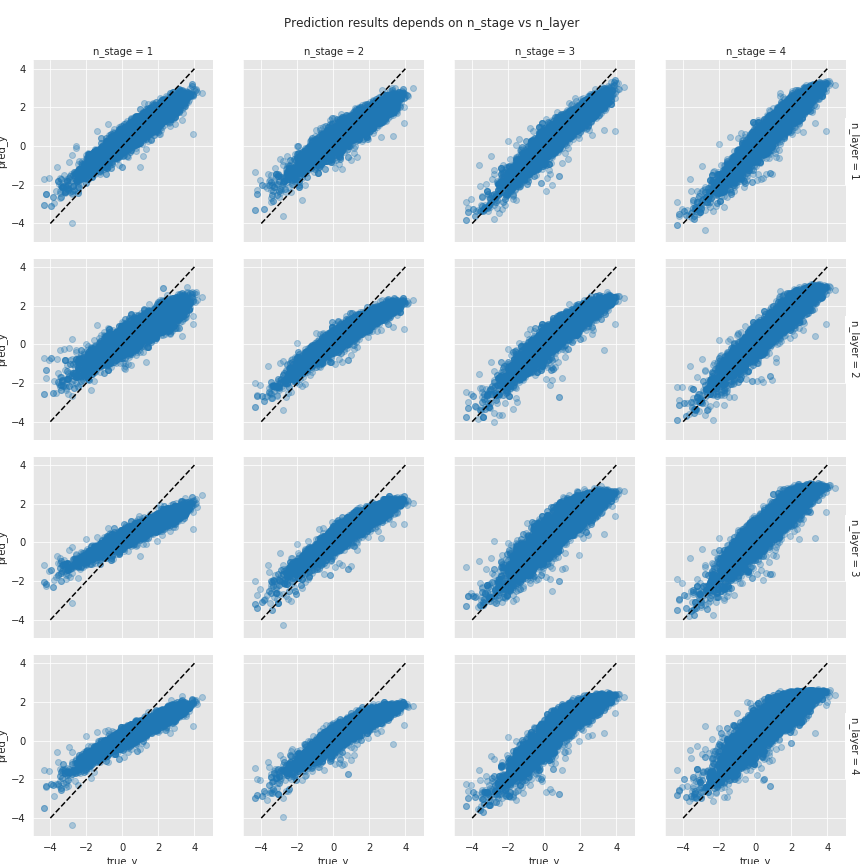 Prediction results depends on n_stage vs n_layer
n_stage = 1 n_stage = 2 n_stage = 3 n_stage = 4
4
2
0
−2
−4
pred_y
n_layer = 1
4
2
0
−2
−4
pred_y
n_layer = 2
4
2
0
−2
−4
pred_y
n_layer = 3
4
2
0
−2
−4
pred_y
n_layer = 4
−4 −2 0 2 4 −4 −2 0 2 4 −4 −2 0 2 4 −4 −2 0 2 4
true_y true_y true_y true_y